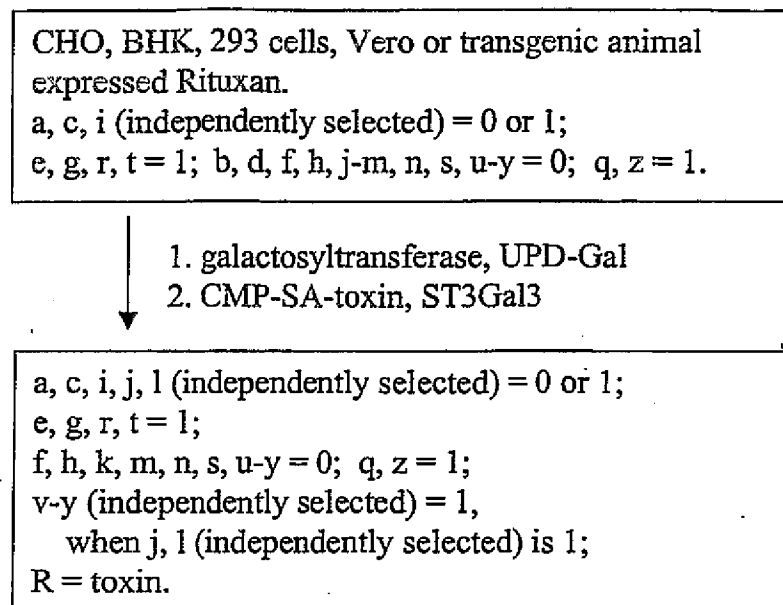 CHO, BHK, 293 cells, Vero or transgenic animal
expressed Rituxan.
a, c, i (independently selected) = 0 or 1;
e, g, r, t = 1; b, d, f, h, j-m, n, s, u-y = 0; q, z = 1.
1. galactosyltransferase, UPD-Gal
2. CMP-SA-toxin, ST3Gal3
a, c, i, j, l (independently selected) = 0 or 1;
e, g, r, t = 1;
f, h, k, m, n, s, u-y = 0; q, z = 1;
v-y (independently selected) = 1,
when j, l (independently selected) is 1;
R = toxin.